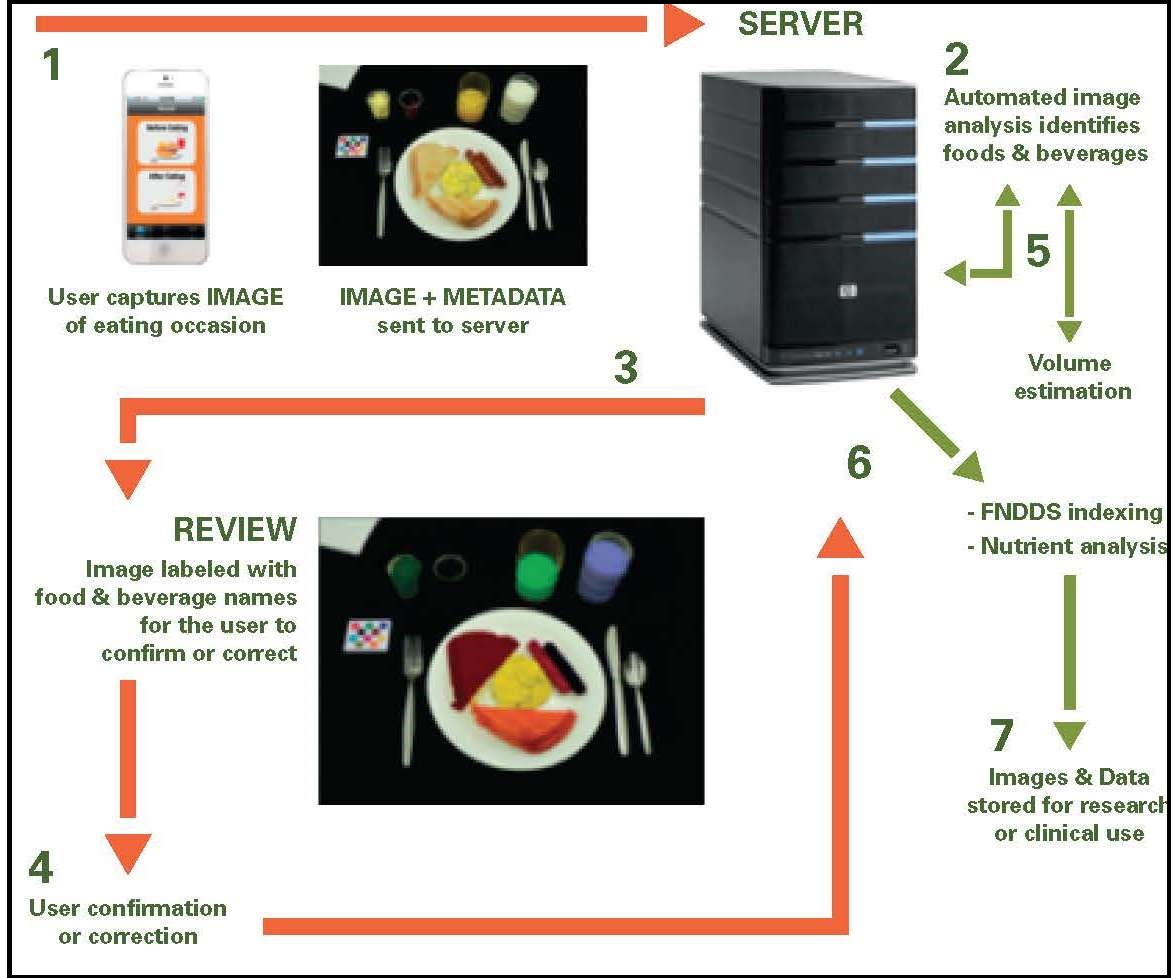 SERVER
1
2
Automated image
analysis identifies
foods & beverages
Before Eating
After Eating
5
User captures IMAGE
of eating occasion
IMAGE + METADATA
sent to server
hp
Volume
estimation
3
6
- FNDDS indexing
- Nutrient analysis
REVIEW
Image labeled with
food & beverage names
for the user to
confirm or correct
7
Images & Data
stored for research
or clinical use
4
User confirmation
or correction